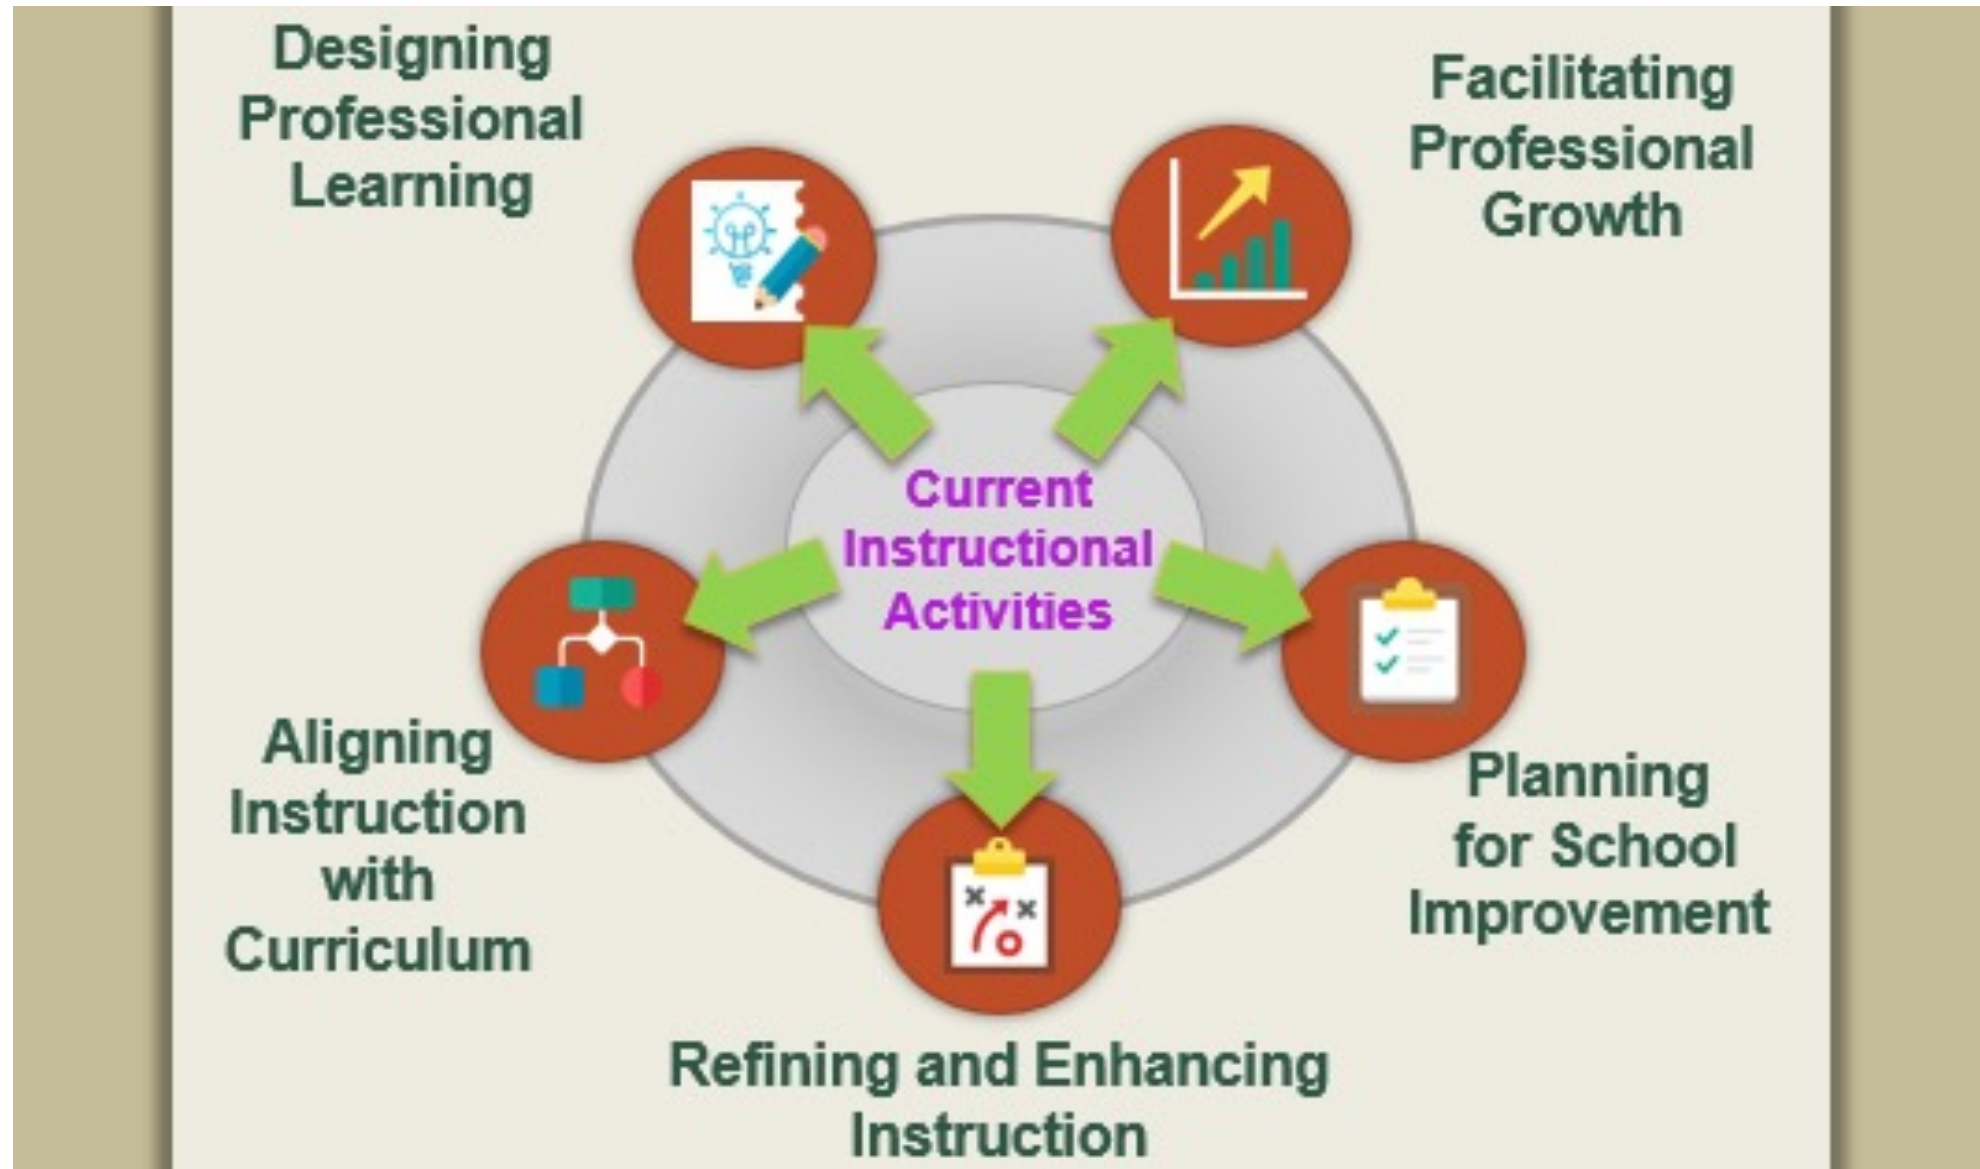 Designing
Professional
Learning
Facilitating
Professional
Growth
Current
Instructional
Activities
Aligning
Instruction
with
Curriculum
Planning
for School
Improvement
Refining and Enhancing
Instruction